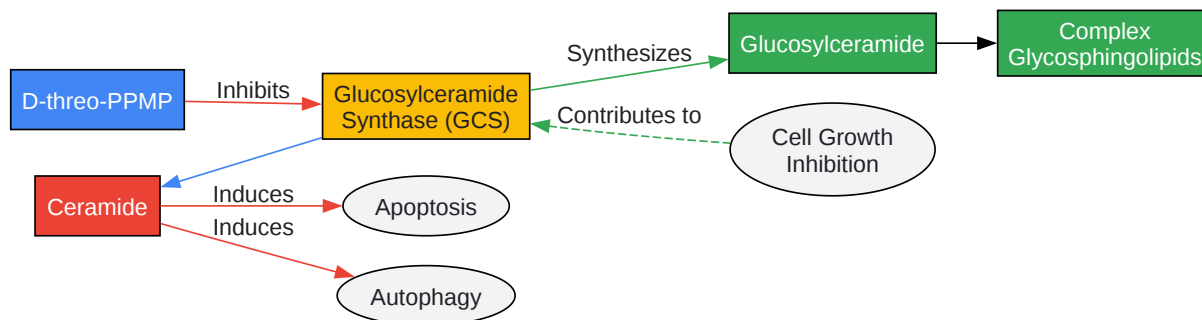 D-threo-PPMP
Inhibits
Glucosylceramide
Synthase (GCS)
Synthesizes
Glucosylceramide
Complex
Glycosphingolipids
Contributes to
Cell Growth
Inhibition
Ceramide
Induces
Apoptosis
Induces
Autophagy